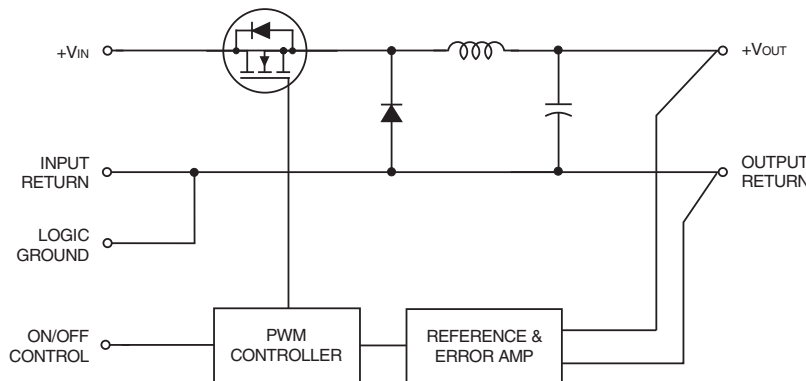 +VIN
+VOUT
INPUT
RETURN
OUTPUT
RETURN
LOGIC
GROUND
ON/OFF
CONTROL
PWM
CONTROLLER
REFERENCE &
ERROR AMP